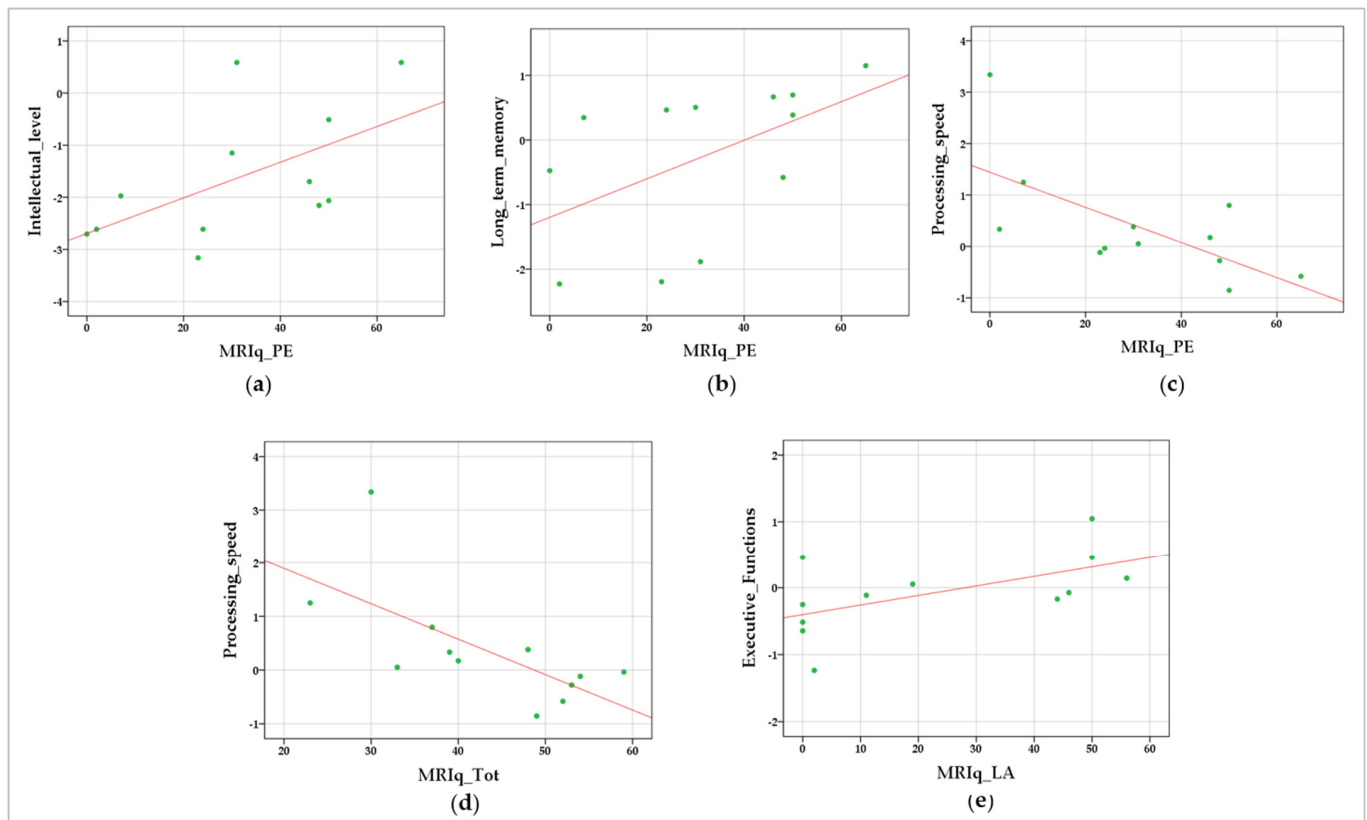 1
0
-1
-2
-3
-4
Intellectual_level
0 20 40 60
MRIq_PE
(a)
1
0
-1
-2
Long_term_memory
0 20 40 60
MRIq_PE
(b)
4
3
2
1
0
-1
Processing_speed
0 20 40 60
MRIq_PE
(c)
4
3
2
1
0
-1
Processing_speed
20 30 40 50 60
MRIq_Tot
(d)
2
1
0
-1
-2
Executive_Functions
0 10 20 30 40 50 60
MRIq_LA
(e)